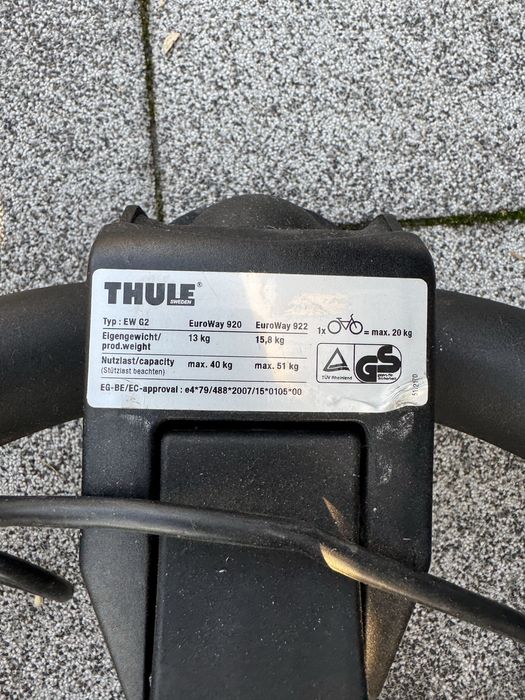 THULE®
SWEDEN
Typ : EW G2 EuroWay 920 EuroWay 922
Eigengewicht/
prod.weight 13 kg 15,8 kg
Nutzlast/capacity max. 40 kg max. 51 kg
(Stützlast beachten)
EG-BE/EC-approval : e4*79/488*2007/15*0105*00
1x = max. 20 kg
TÜV Rheinland
GS
geprüfte
Sicherheit